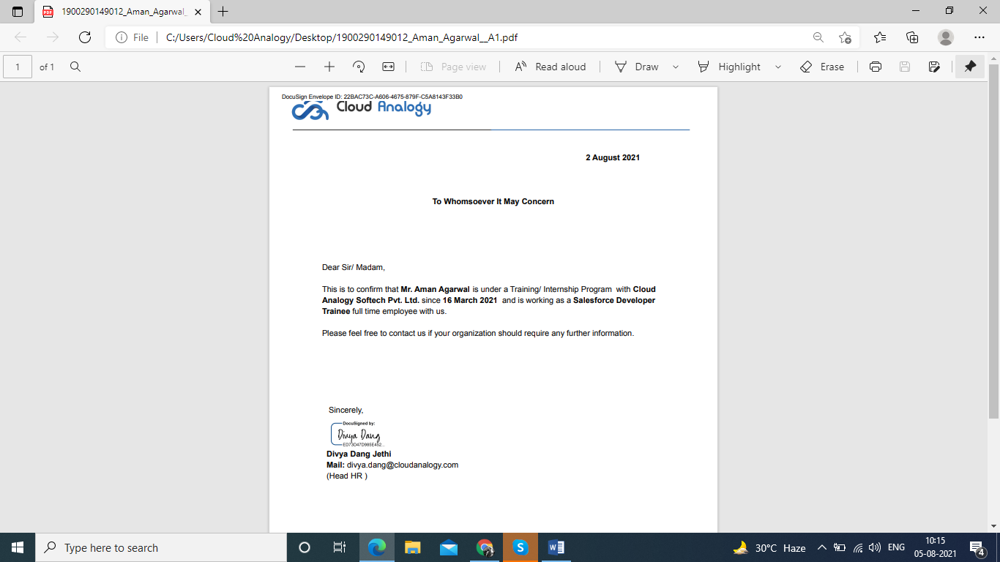 1900290149012_Aman_Agarwal_
File
C:/Users/Cloud%20Analogy/Desktop/1900290149012_Aman_Agarwal__A1.pdf
1 of 1
Page view
Read aloud
Draw
Highlight
Erase
DocuSign Envelope ID: 22BAC73C-A606-4675-879F-C5A8143F33B0
Cloud Analogy
2 August 2021
To Whomsoever It May Concern
Dear Sir/ Madam,
This is to confirm that Mr. Aman Agarwal is under a Training/ Internship Program with Cloud
Analogy Softech Pvt. Ltd. since 16 March 2021 and is working as a Salesforce Developer
Trainee full time employee with us.
Please feel free to contact us if your organization should require any further information.
Sincerely,
DocuSigned by:
Divya Dang
ED73D47D985E452...
Divya Dang Jethi
Mail: divya.dang@cloudanalogy.com
(Head HR )
Type here to search
30°C Haze
ENG
10:15
05-08-2021
4